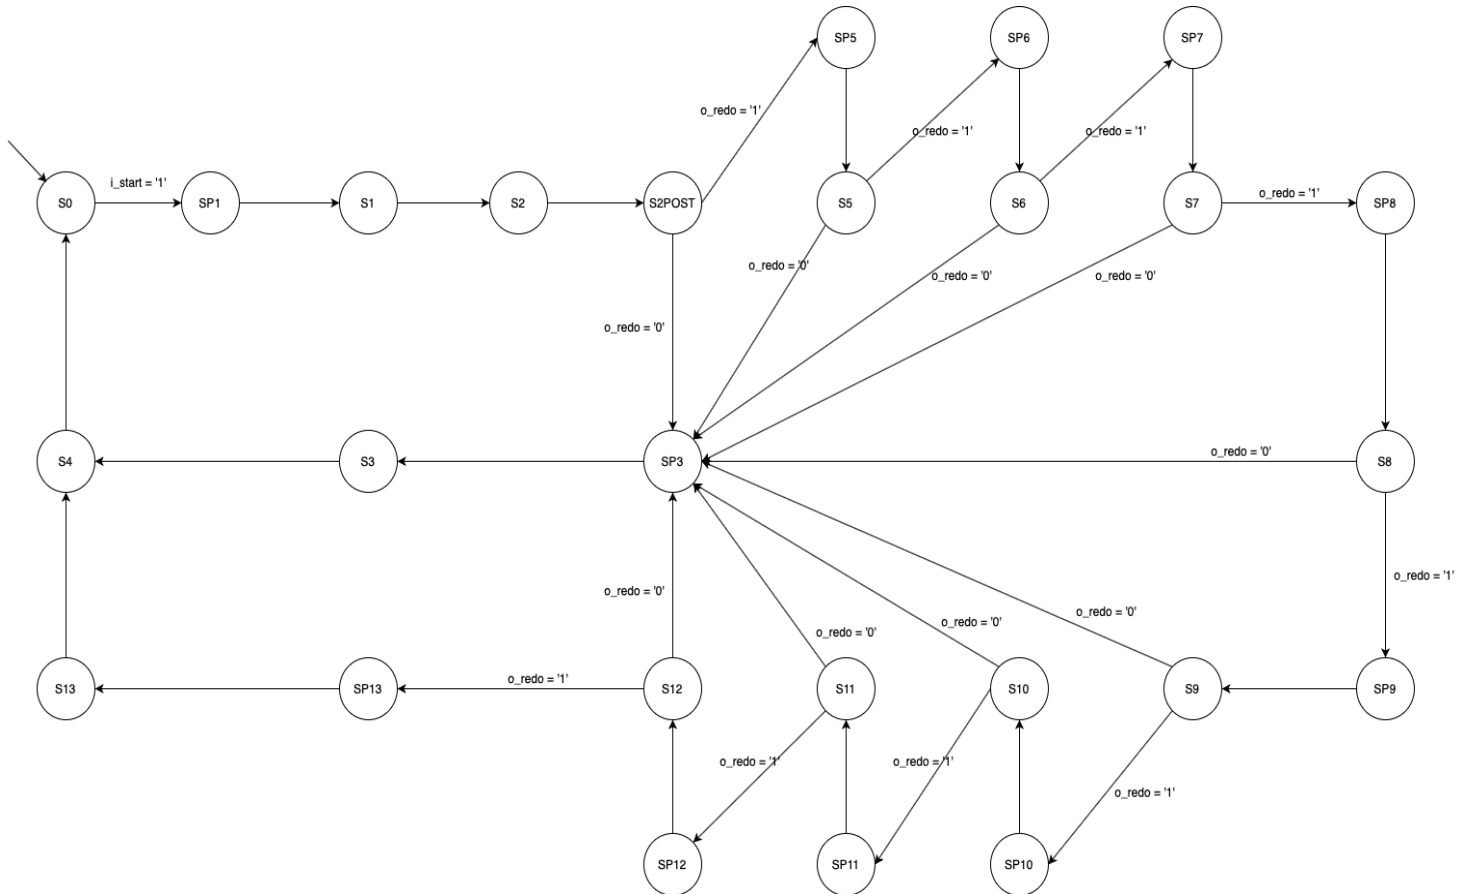 SP5
SP6
SP7
o_redo = '1'
o_redo = '1'
o_redo = '1'
i_start = '1'
o_redo = '1'
S0
SP1
S1
S2
S2POST
S5
S6
S7
SP8
o_redo = '0'
o_redo = '0'
o_redo = '0'
o_redo = '0'
o_redo = '0'
S4
S3
SP3
S8
o_redo = '1'
o_redo = '0'
o_redo = '0'
o_redo = '0'
o_redo = '0'
o_redo = '1'
S13
SP13
S12
S11
S10
S9
SP9
o_redo = '1'
o_redo = '1'
o_redo = '1'
SP12
SP11
SP10